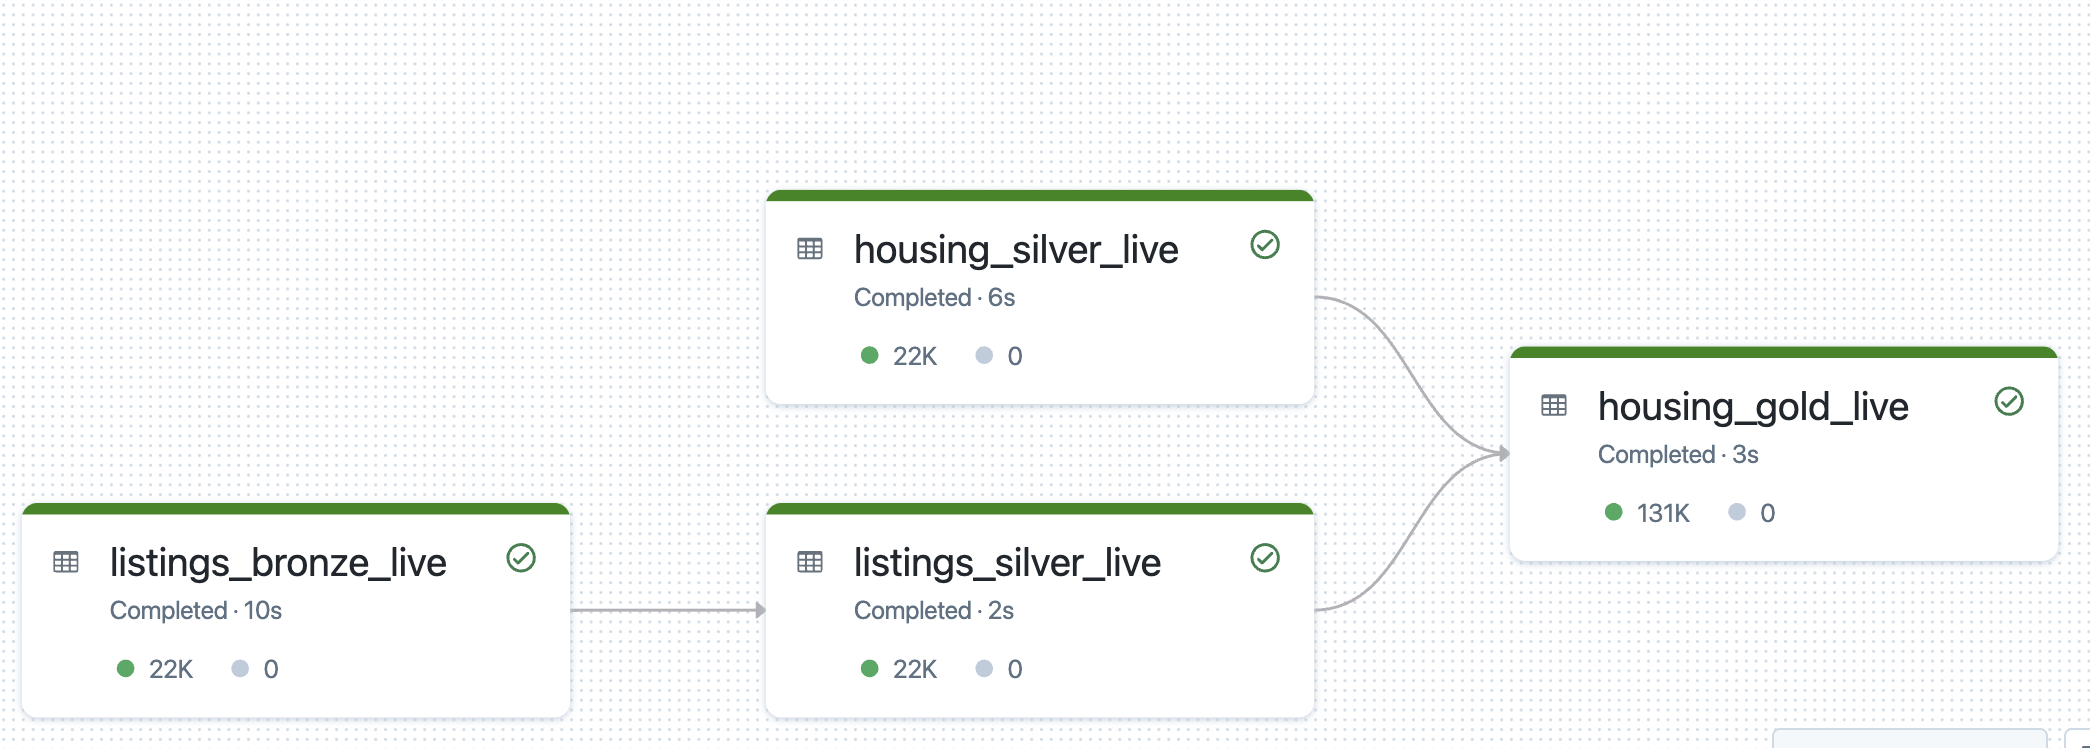 housing_silver_live
Completed · 6s
22K 0
housing_gold_live
Completed · 3s
131K 0
listings_bronze_live
Completed · 10s
22K 0
listings_silver_live
Completed · 2s
22K 0